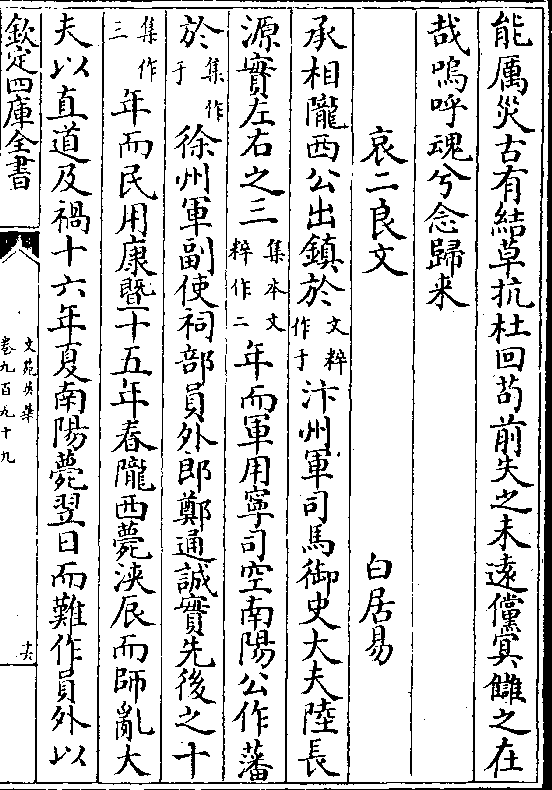 能厲災古有結草抗杜回苟前失之未遠儻冥讎之在
哉嗚呼魂兮念歸来
哀二良文 白居易
承相隴西公出鎮於文粹作于汴州軍司馬御史大夫陸長
源實左右之三集本文粹作二年而軍用寧司空南陽公作藩
於集作于徐州軍副使祠部員外郎鄭通誠實先後之十
集作三年而民用康曁十五年春隴西薨浹辰而師亂大
夫以直道及禍十六年夏南陽薨翌日而難作員外以
欽定四庫全書
文苑英華
卷九百九十九
十六